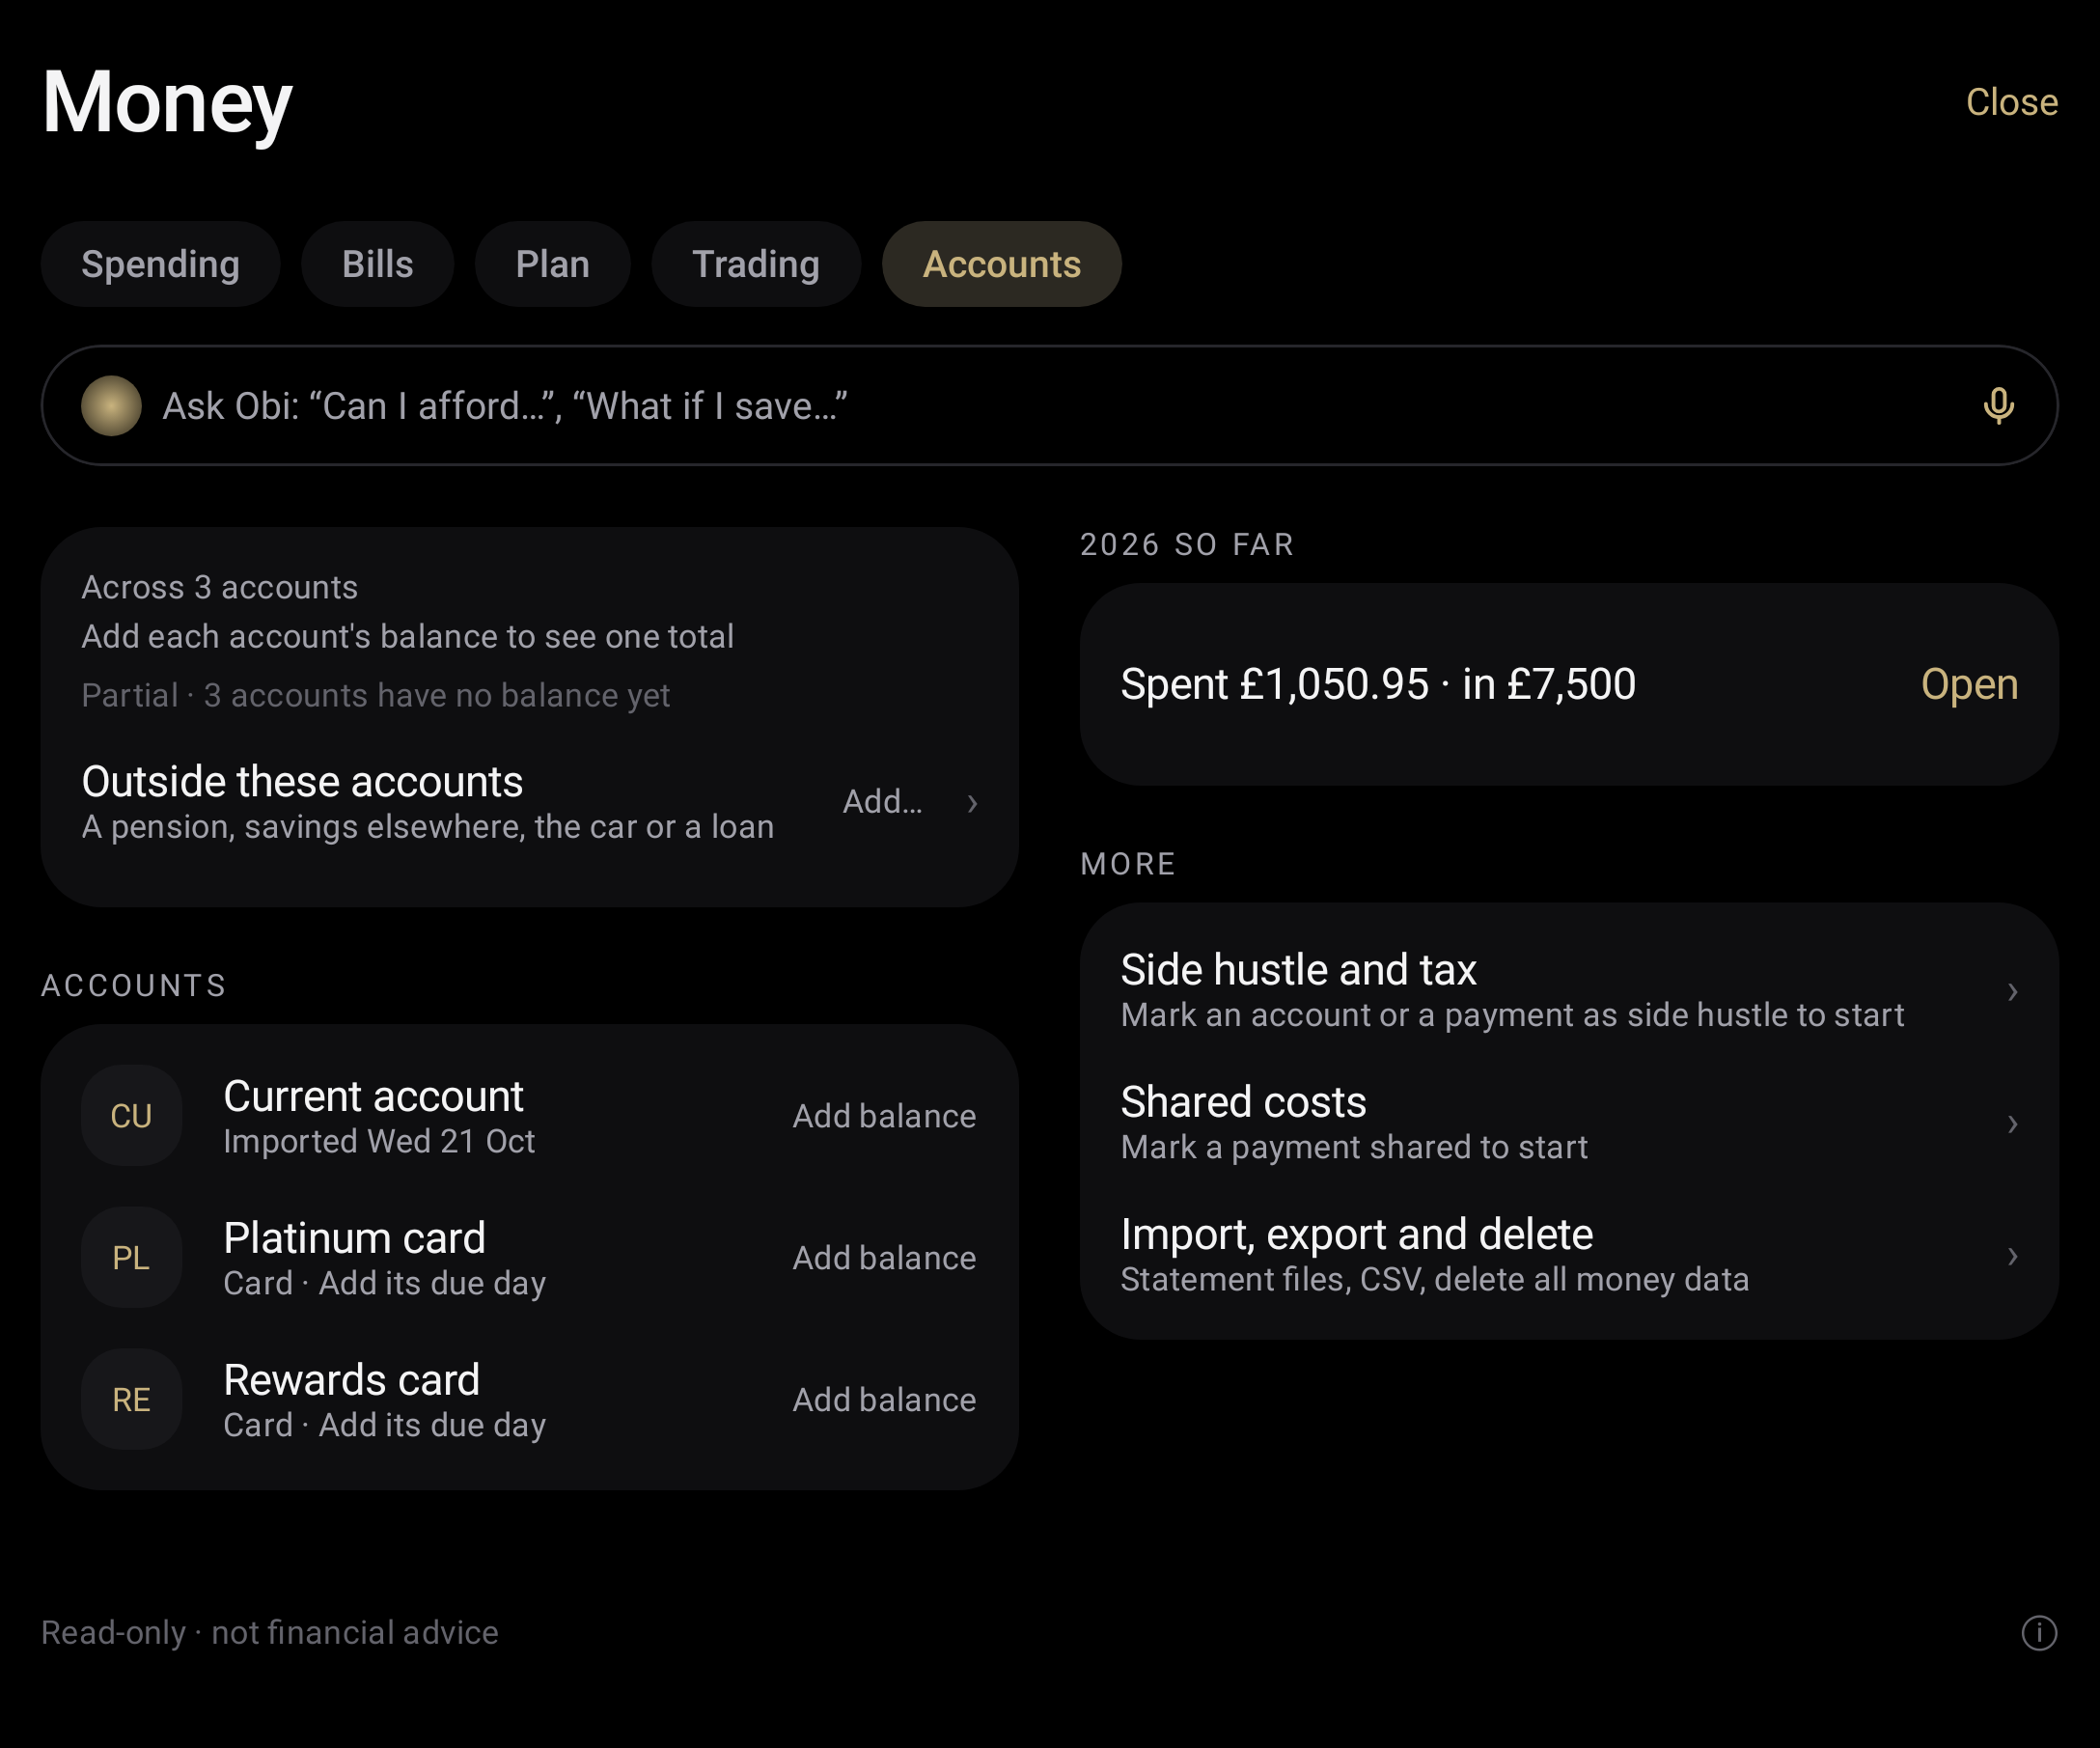 Money
Close
Spending
Bills
Plan
Trading
Accounts
Ask Obi: “Can I afford…”, “What if I save…”
Across 3 accounts
Add each account's balance to see one total
Partial · 3 accounts have no balance yet
Outside these accounts
A pension, savings elsewhere, the car or a loan
Add…
ACCOUNTS
CU
Current account
Imported Wed 21 Oct
Add balance
PL
Platinum card
Card · Add its due day
Add balance
RE
Rewards card
Card · Add its due day
Add balance
2026 SO FAR
Spent £1,050.95 · in £7,500
Open
MORE
Side hustle and tax
Mark an account or a payment as side hustle to start
Shared costs
Mark a payment shared to start
Import, export and delete
Statement files, CSV, delete all money data
Read-only · not financial advice